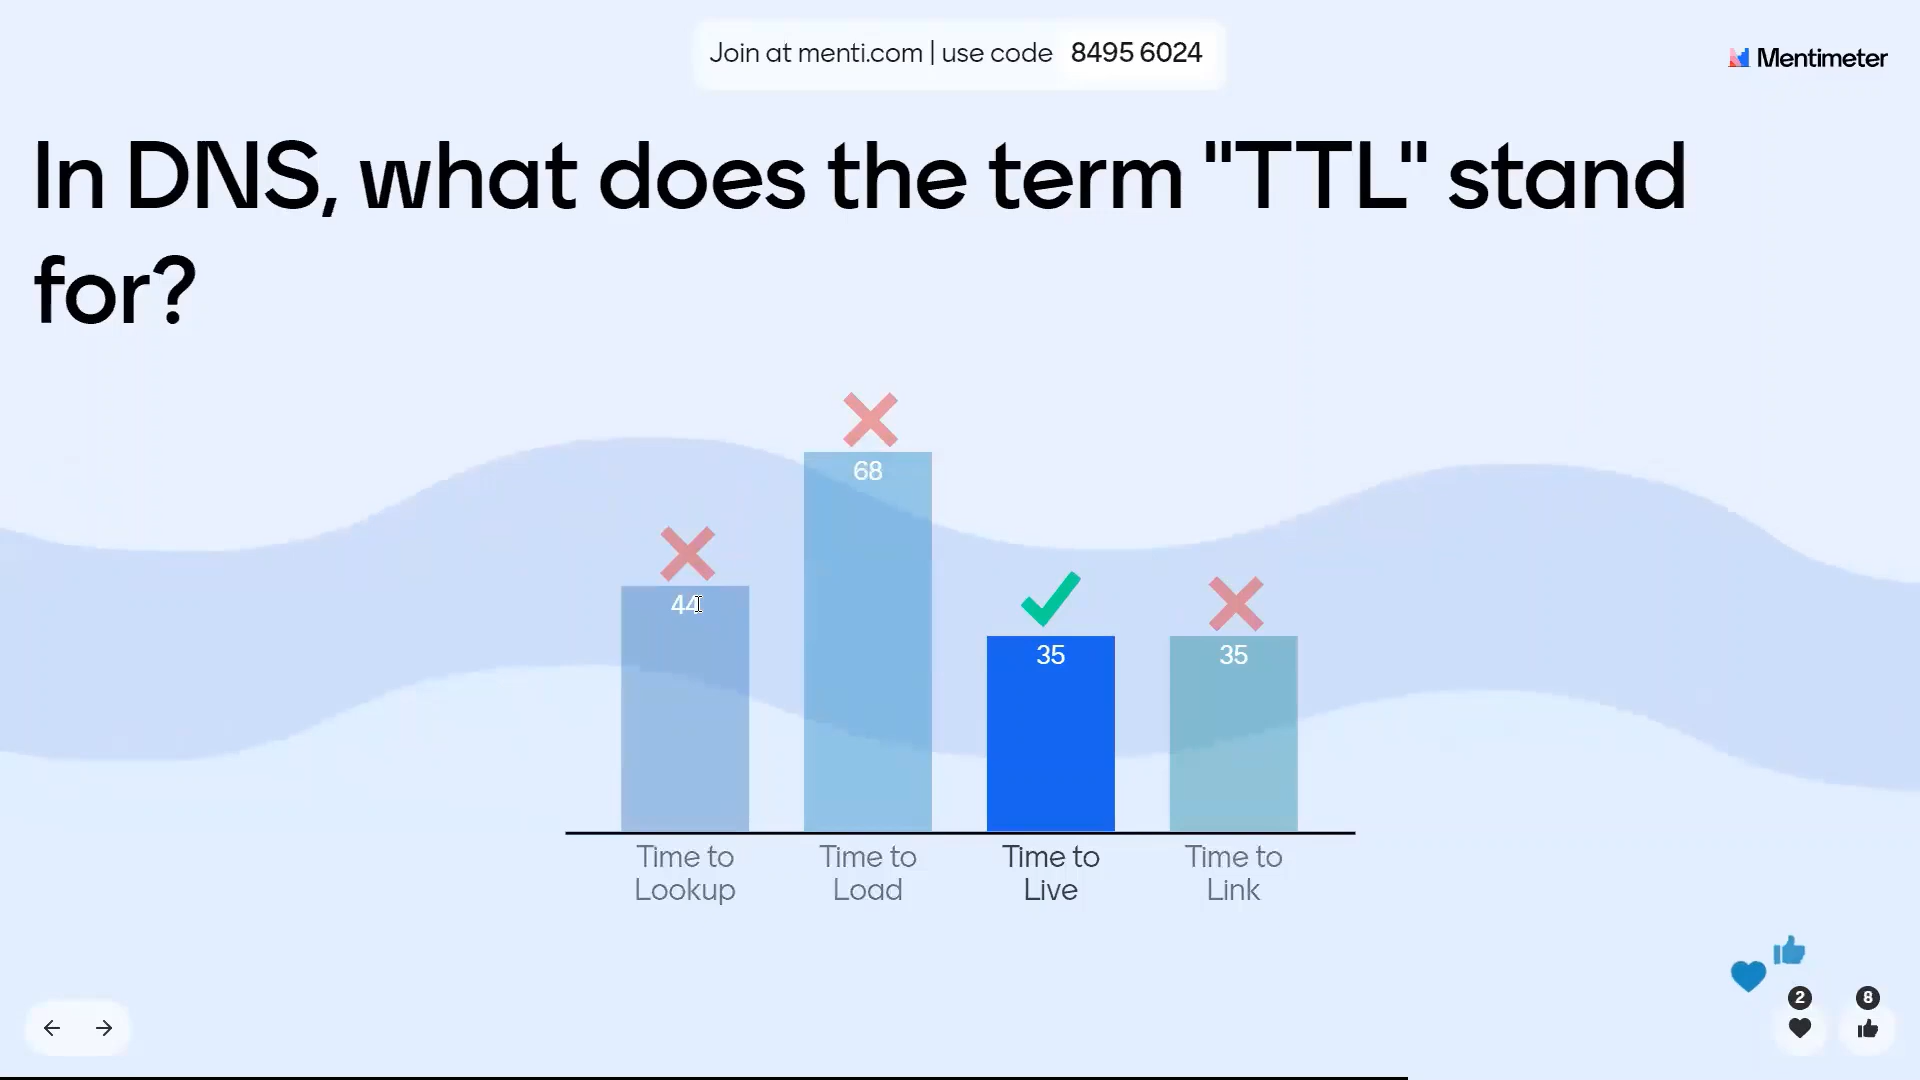 Join at menti.com | use code 8495 6024
Mentimeter
In DNS, what does the term "TTL" stand
for?
68
44
35
35
Time to
Lookup
Time to
Load
Time to
Live
Time to
Link
2
8